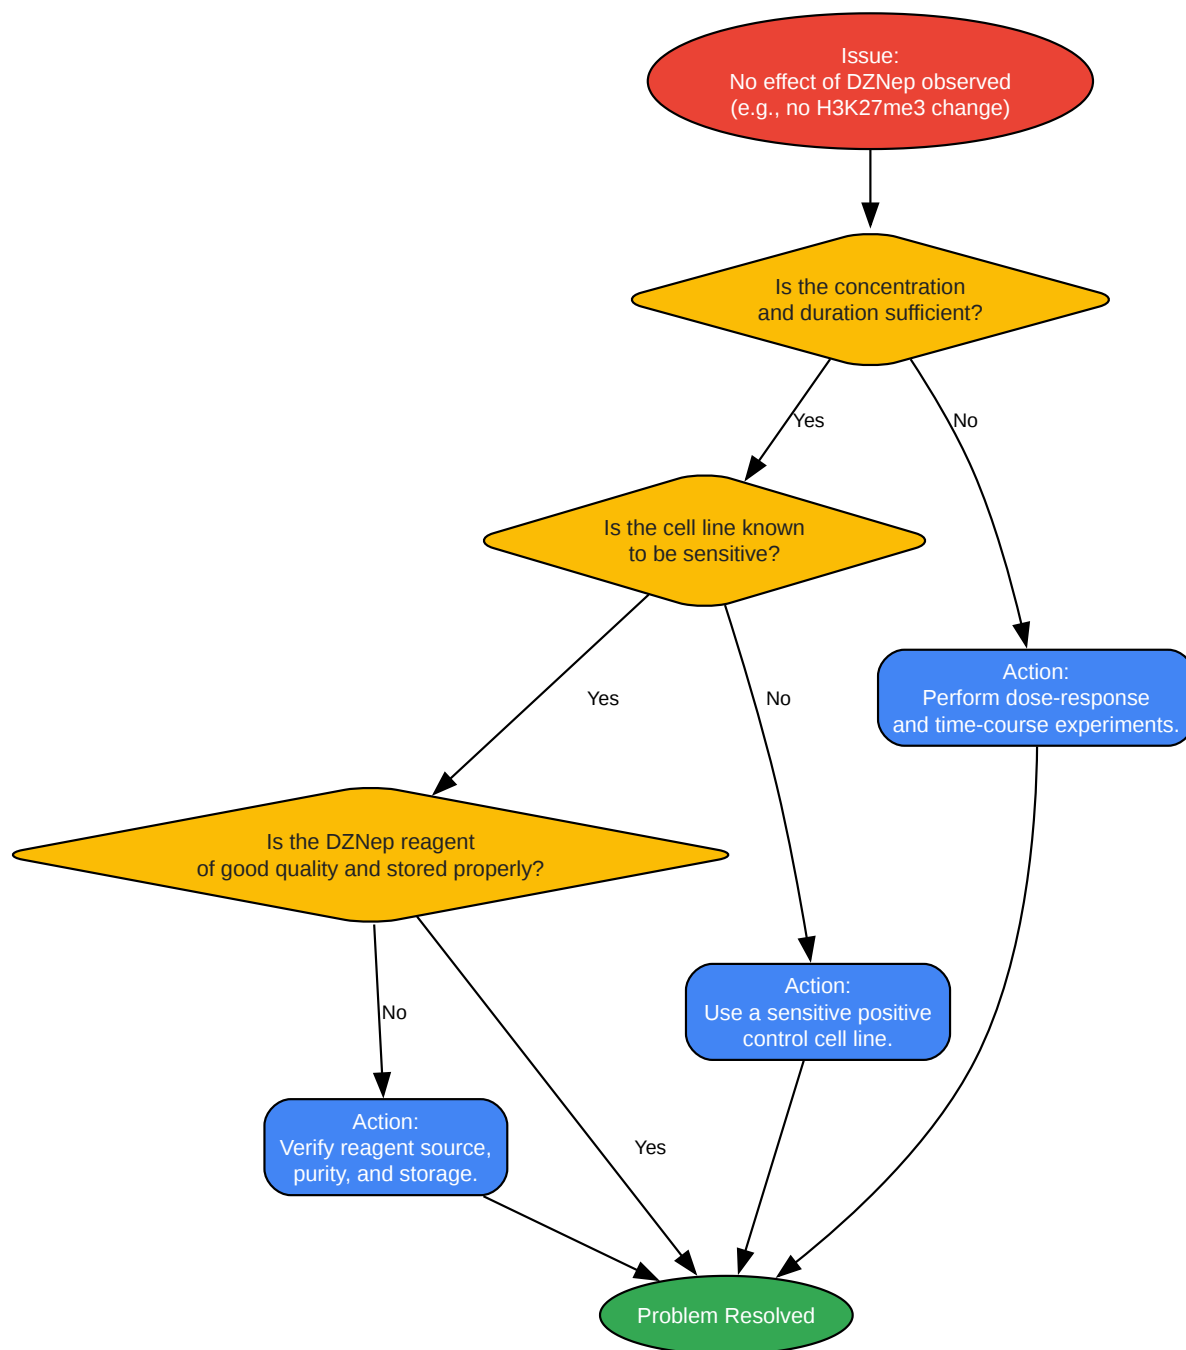 Issue:
No effect of DZNep observed
(e.g., no H3K27me3 change)
Is the concentration
and duration sufficient?
Yes
No
Is the cell line known
to be sensitive?
Yes
No
Action:
Perform dose-response
and time-course experiments.
Is the DZNep reagent
of good quality and stored properly?
No
Yes
Action:
Use a sensitive positive
control cell line.
Action:
Verify reagent source,
purity, and storage.
Problem Resolved